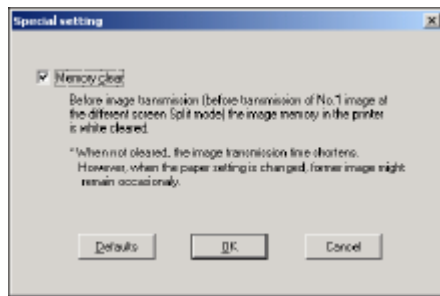 Special setting
Memory clear
Before image transmission (before transmission of No.1 image at
the different screen Split mode) the image memory in the printer
is white cleared.
*When not cleared, the image transmission time shortens.
However, when the paper setting is changed, former image might
remain occasionaly.
Defaults
OK
Cancel